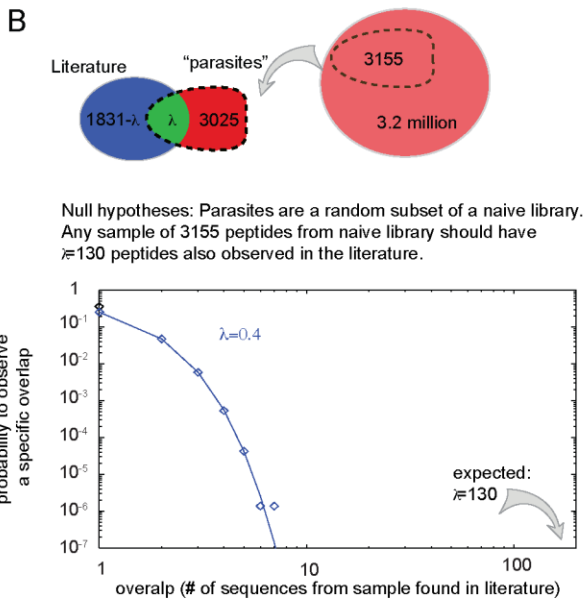 B
Literature
"parasites"
1831-λ
λ
3025
3155
3.2 million
Null hypotheses: Parasites are a random subset of a naive library.
Any sample of 3155 peptides from naive library should have
λ=130 peptides also observed in the literature.
probability to observe
a specific overlap
1
10⁻¹
10⁻²
10⁻³
10⁻⁴
10⁻⁵
10⁻⁶
10⁻⁷
λ=0.4
expected:
λ=130
1
10
100
overalp (# of sequences from sample found in literature)